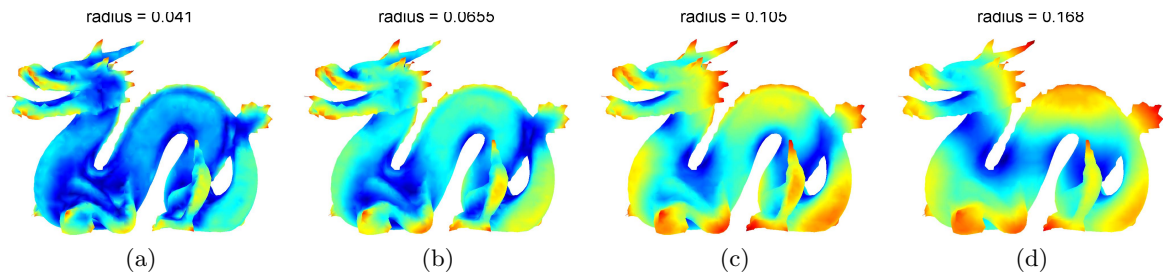 radius = 0.041
radius = 0.0655
radius = 0.105
radius = 0.168
(a)
(b)
(c)
(d)